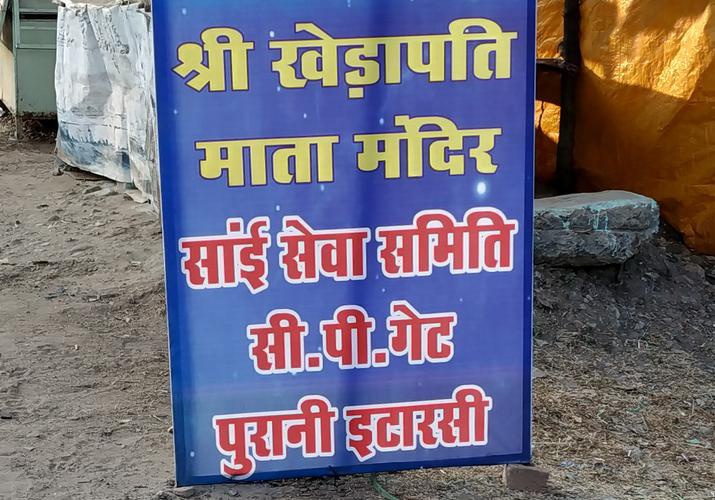 श्री खेड़ापति
माता मंदिर
सांई सेवा समिति
सी.पी.गेट
पुरानी इटारसी